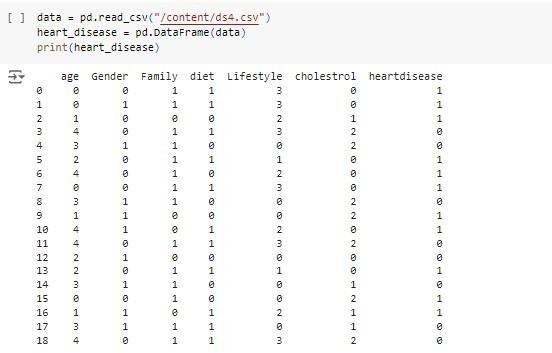 [ ] data = pd.read_csv("/content/ds4.csv")
heart_disease = pd.DataFrame(data)
print(heart_disease)
age Gender Family diet Lifestyle cholestrol heartdisease
0 0 0 1 1 3 0 1
1 0 1 1 1 3 0 1
2 1 0 0 0 2 1 1
3 4 0 1 1 3 2 0
4 3 1 1 0 0 2 0
5 2 0 1 1 1 0 1
6 4 0 1 0 2 0 1
7 0 0 1 1 3 0 1
8 3 1 1 0 0 2 0
9 1 1 0 0 0 2 1
10 4 1 0 1 2 0 1
11 4 0 1 1 3 2 0
12 2 1 0 0 0 0 0
13 2 0 1 1 1 0 1
14 3 1 1 0 0 1 0
15 0 0 1 0 0 2 1
16 1 1 0 1 2 1 1
17 3 1 1 1 0 1 0
18 4 0 1 1 3 2 0